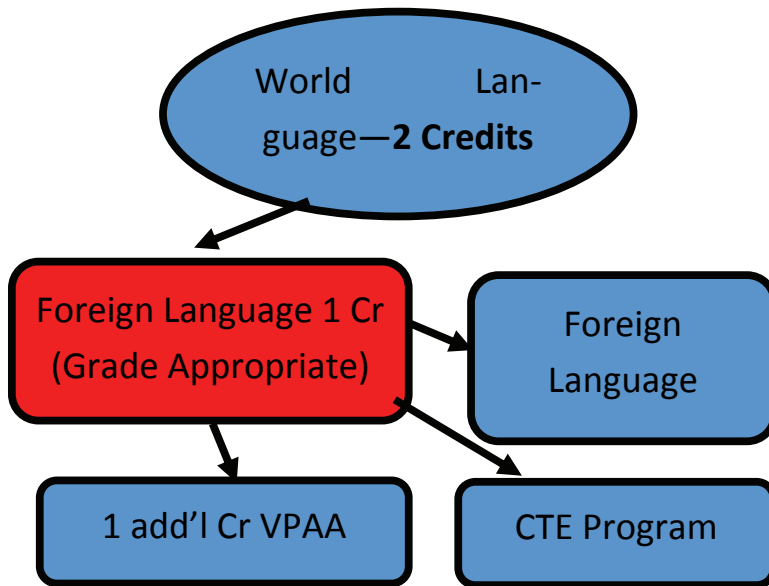 World Lan-
guage—2 Credits
Foreign Language 1 Cr
(Grade Appropriate)
Foreign
Language
1 add’l Cr VPAA
CTE Program